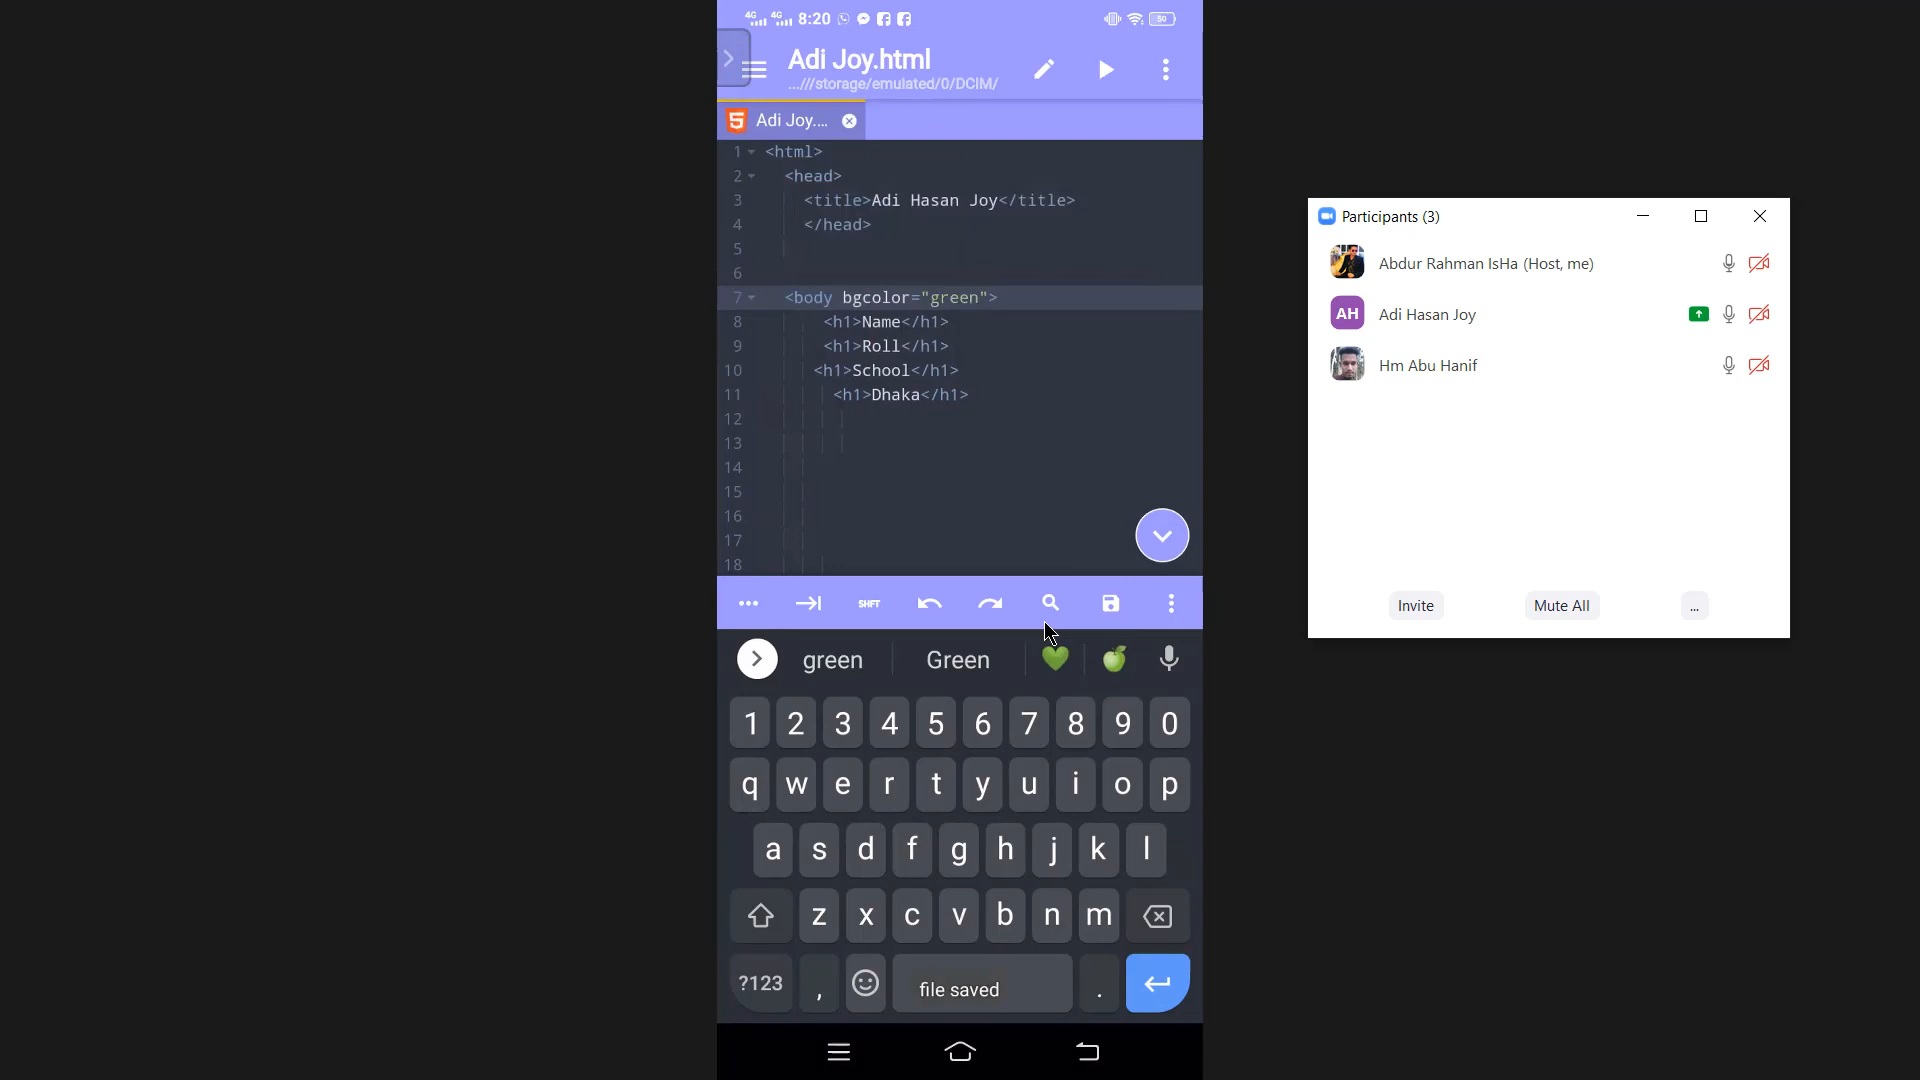 4G 4G 8:20 50
Adi Joy.html
...///storage/emulated/0/DCIM/
5 Adi Joy.... 
1 <html>
2 <head>
3 <title>Adi Hasan Joy</title>
4 </head>
5
6
7 <body bgcolor="green">
8 <h1>Name</h1>
9 <h1>Roll</h1>
10 <h1>School</h1>
11 <h1>Dhaka</h1>
12
13
14
15
16
17
18
SHFT
green Green
1 2 3 4 5 6 7 8 9 0
q w e r t y u i o p
a s d f g h j k l
z x c v b n m
?123 , file saved .
Participants (3)
Abdur Rahman IsHa (Host, me)
AH Adi Hasan Joy
Hm Abu Hanif
Invite Mute All ...